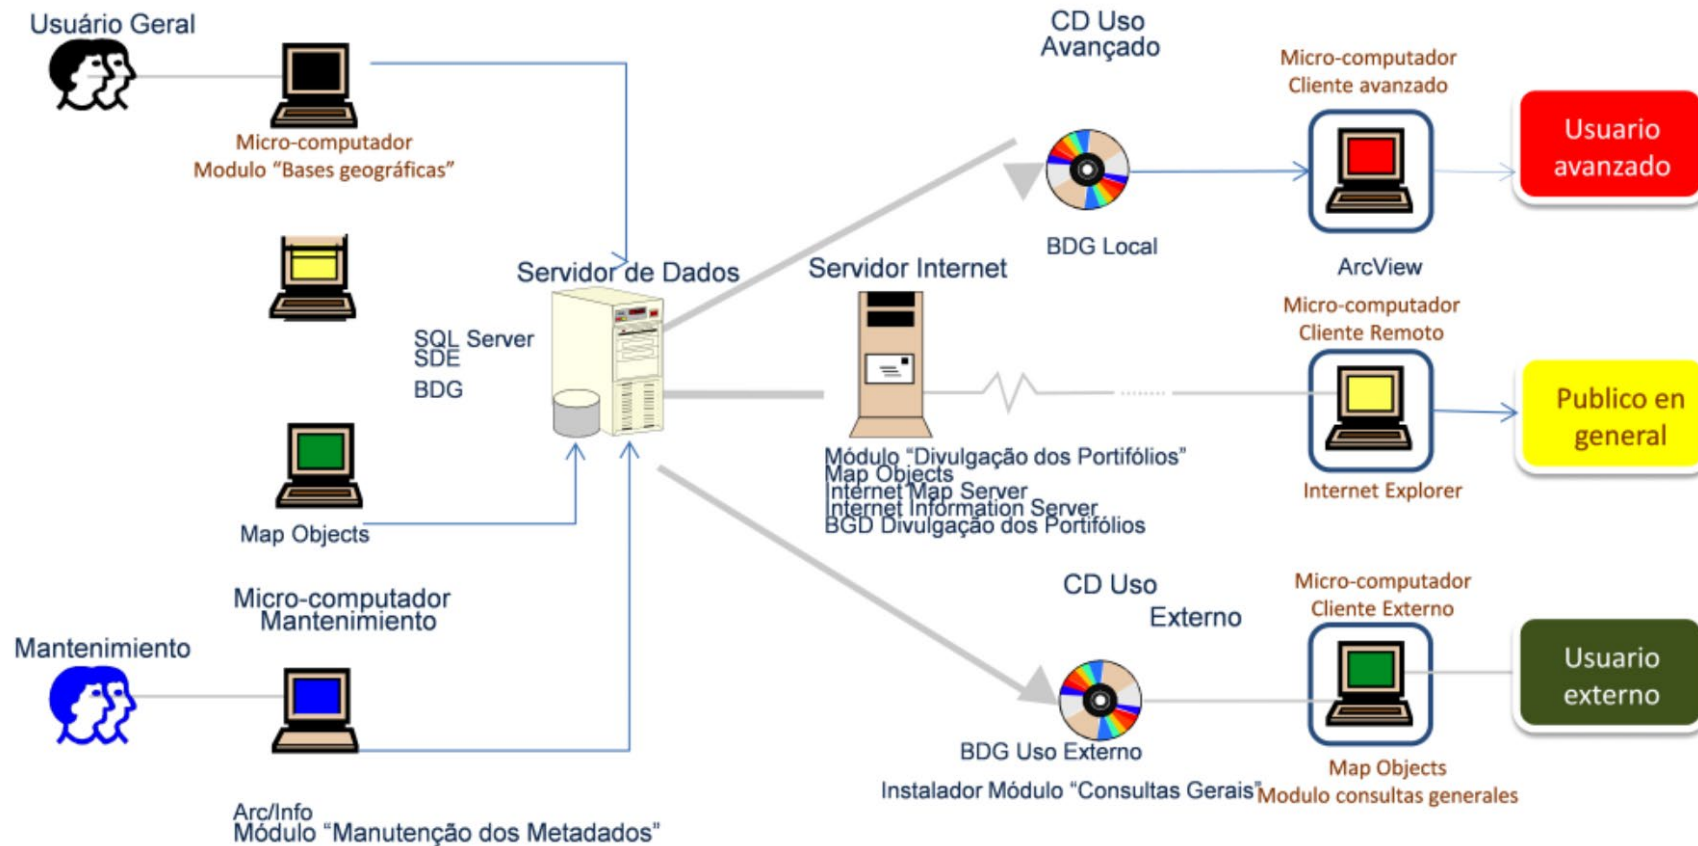 Usuário Geral
Micro-computador
Modulo “Bases geográficas”
Map Objects
Micro-computador
Mantenimiento
Mantenimiento
Arc/Info
Módulo “Manutenção dos Metadados”
Servidor de Dados
SQL Server
SDE
BDG
CD Uso
Avançado
BDG Local
Micro-computador
Cliente avanzado
ArcView
Usuario
avanzado
Servidor Internet
Módulo “Divulgação dos Portifólios”
Map Objects
Internet Map Server
Internet Information Server
BGD Divulgação dos Portifólios
Micro-computador
Cliente Remoto
Internet Explorer
Publico en
general
CD Uso
Externo
BDG Uso Externo
Instalador Módulo “Consultas Gerais”
Micro-computador
Cliente Externo
Map Objects
Modulo consultas generales
Usuario
externo